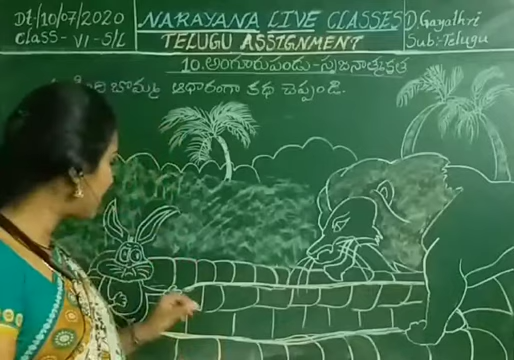 Dt:/10/07/2020
Class- VI-S/L
NARAYANA LIVE CLASSES
TELUGU ASSIGNMENT
D.Gayathri
Sub:-Telugu
10. అంగూరుపండు - సృజనాత్మకత
బొమ్మ ఆధారంగా కథ చెప్పండి.